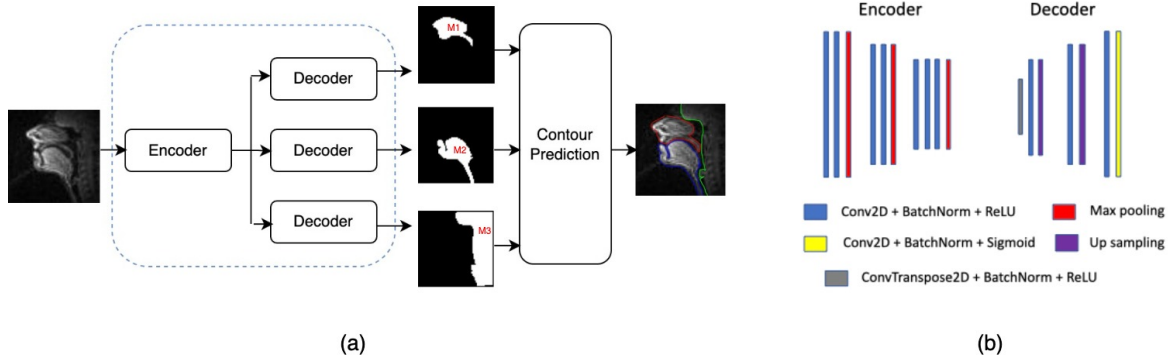 Encoder
Decoder
Decoder
Decoder
M1
M2
M3
Contour
Prediction
(a)
Encoder
Decoder
Conv2D + BatchNorm + ReLU
Max pooling
Conv2D + BatchNorm + Sigmoid
Up sampling
ConvTranspose2D + BatchNorm + ReLU
(b)